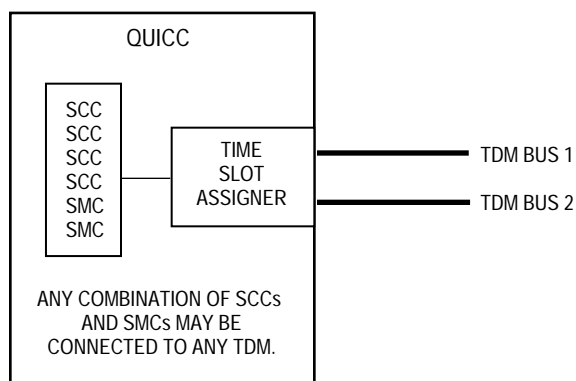 QUICC
SCC
SCC
SCC
SCC
SMC
SMC
TIME
SLOT
ASSIGNER
TDM BUS 1
TDM BUS 2
ANY COMBINATION OF SCCs
AND SMCs MAY BE
CONNECTED TO ANY TDM.